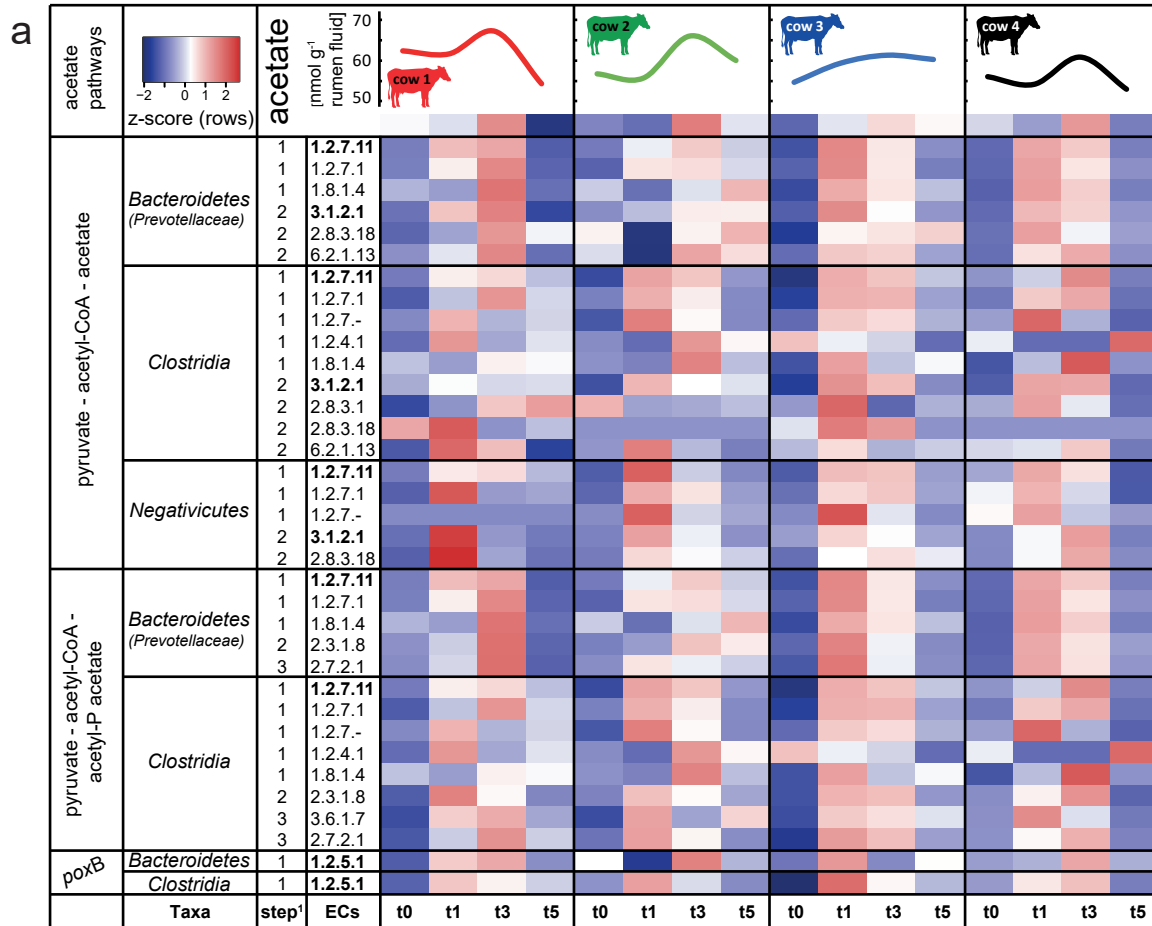 a
acetate
pathways
−2 0 1 2
z-score (rows)
acetate
[nmol g⁻¹
rumen fluid]
70
60
50
cow 1
cow 2
cow 3
cow 4
pyruvate - acetyl-CoA - acetate
Bacteroidetes
(Prevotellaceae)
1 1.2.7.11
1 1.2.7.1
1 1.8.1.4
2 3.1.2.1
2 2.8.3.18
2 6.2.1.13
Clostridia
1 1.2.7.11
1 1.2.7.1
1 1.2.7.-
1 1.2.4.1
1 1.8.1.4
2 3.1.2.1
2 2.8.3.1
2 2.8.3.18
2 6.2.1.13
Negativicutes
1 1.2.7.11
1 1.2.7.1
1 1.2.7.-
2 3.1.2.1
2 2.8.3.18
pyruvate - acetyl-CoA -
acetyl-P acetate
Bacteroidetes
(Prevotellaceae)
1 1.2.7.11
1 1.2.7.1
1 1.8.1.4
2 2.3.1.8
3 2.7.2.1
Clostridia
1 1.2.7.11
1 1.2.7.1
1 1.2.7.-
1 1.2.4.1
1 1.8.1.4
2 2.3.1.8
3 3.6.1.7
3 2.7.2.1
poxB
Bacteroidetes 1 1.2.5.1
Clostridia 1 1.2.5.1
Taxa step¹ ECs t0 t1 t3 t5 t0 t1 t3 t5 t0 t1 t3 t5 t0 t1 t3 t5